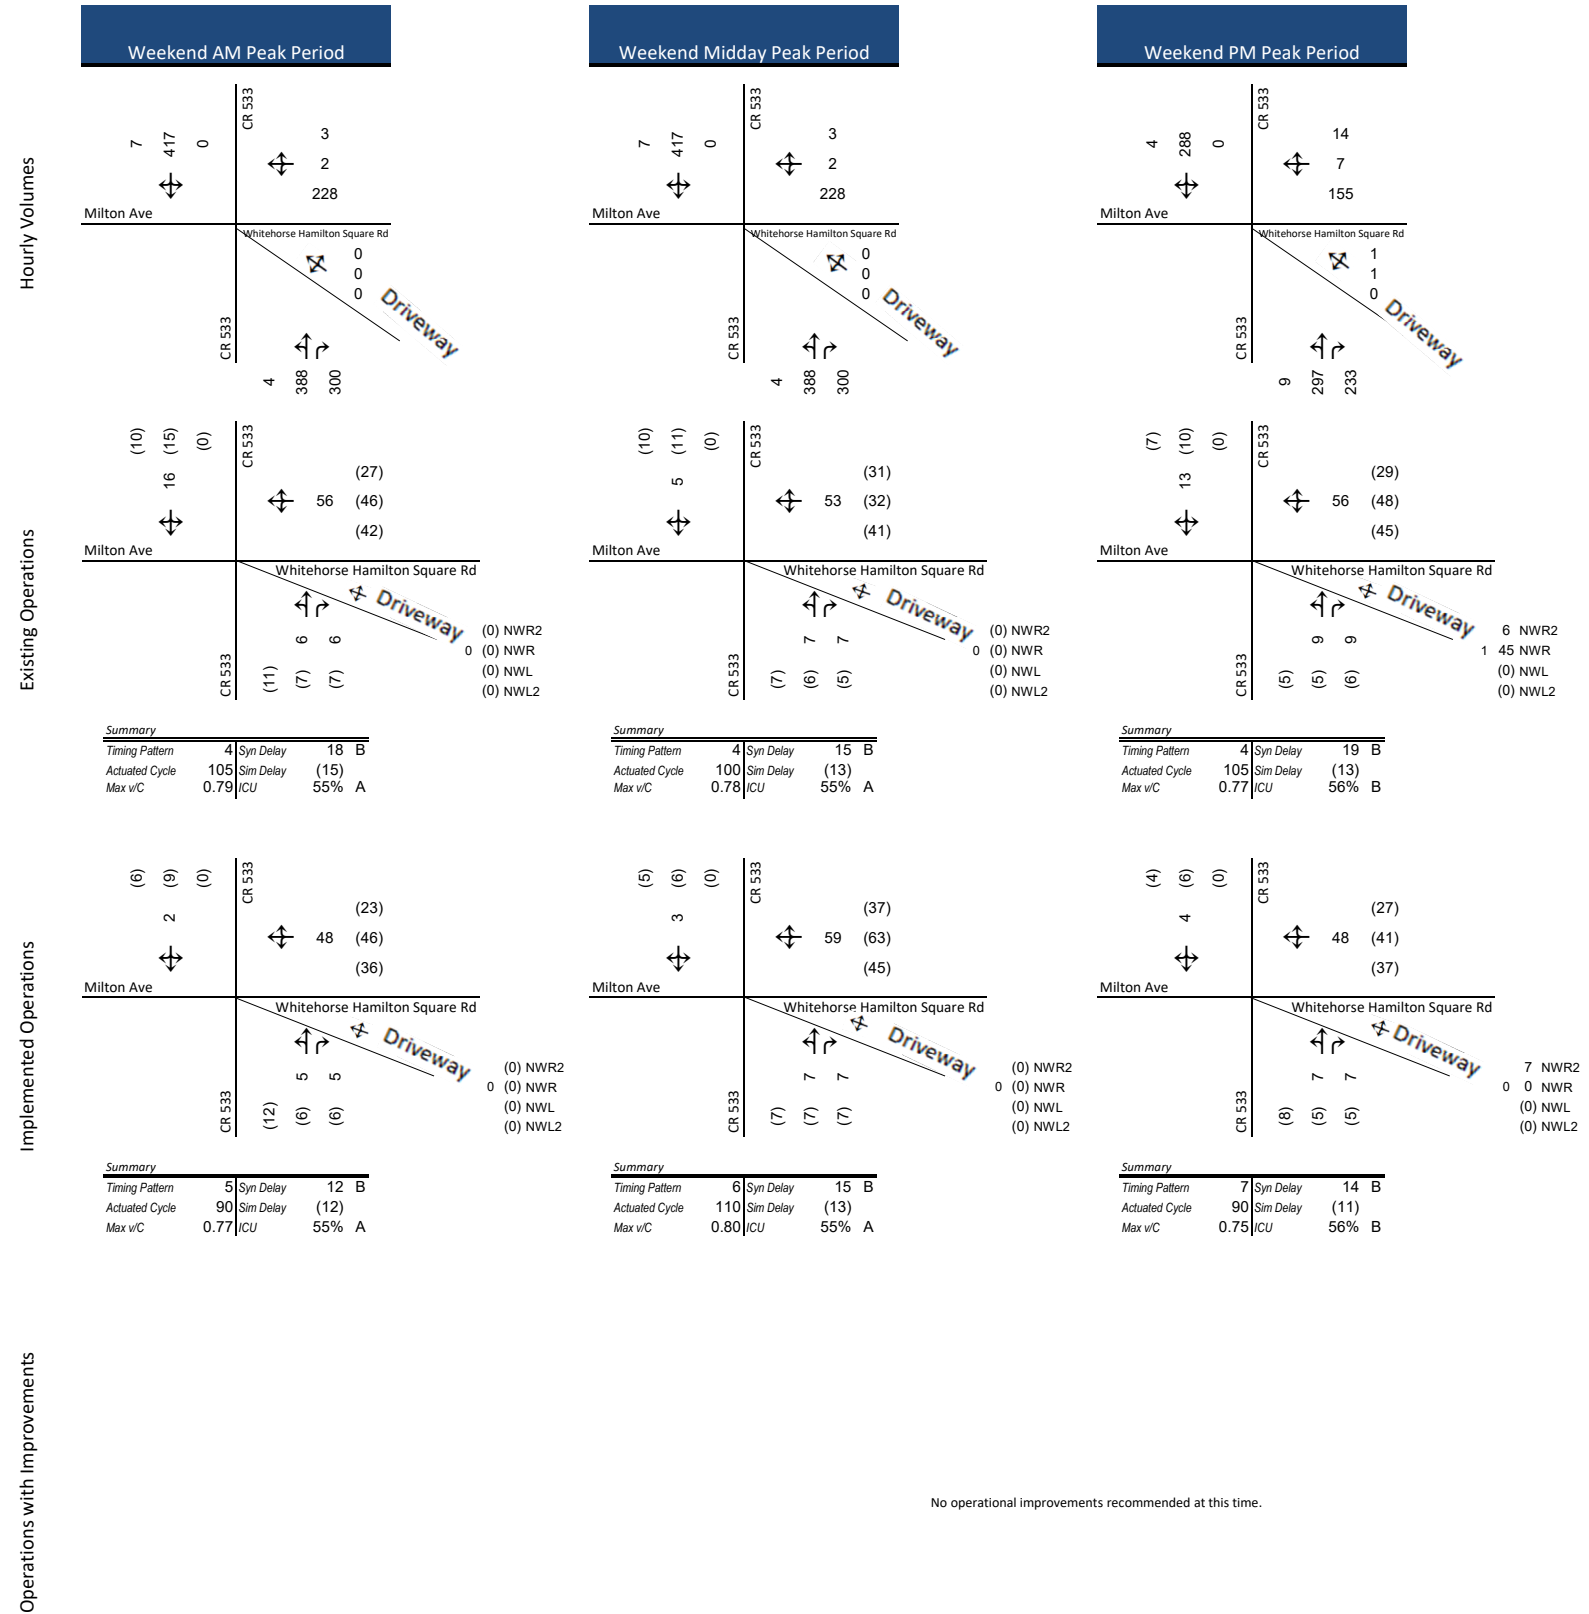 Weekend AM Peak Period
Weekend Midday Peak Period
Weekend PM Peak Period
Hourly Volumes
7 417 0
CR 533
3
2
228
Milton Ave
Whitehorse Hamilton Square Rd
0
0
0
Driveway
CR 533
4 388 300
7 417 0
CR 533
3
2
228
Whitehorse Hamilton Square Rd
0
0
0
Driveway
CR 533
Milton Ave
4 388 300
4 288 0
CR 533
14
7
155
Milton Ave
Whitehorse Hamilton Square Rd
1
1
0
Driveway
CR 533
9 297 233
Existing Operations
(10) (15) (0)
16
CR 533
(27)
56 (46)
(42)
Milton Ave
Whitehorse Hamilton Square Rd
Driveway
6 6
(11) (7) (7)
CR 533
(0) NWR2
0 (0) NWR
(0) NWL
(0) NWL2
Summary
Timing Pattern 4 Syn Delay 18 B
Actuated Cycle 105 Sim Delay (15)
Max v/C 0.79 ICU 55% A
(10) (11) (0)
5
CR 533
(31)
53 (32)
(41)
Milton Ave
Whitehorse Hamilton Square Rd
Driveway
7 7
(7) (6) (5)
CR 533
(0) NWR2
0 (0) NWR
(0) NWL
(0) NWL2
Summary
Timing Pattern 4 Syn Delay 15 B
Actuated Cycle 100 Sim Delay (13)
Max v/C 0.78 ICU 55% A
(7) (10) (0)
13
CR 533
(29)
56 (48)
(45)
Milton Ave
Whitehorse Hamilton Square Rd
Driveway
9 9
(5) (5) (6)
CR 533
6 NWR2
1 45 NWR
(0) NWL
(0) NWL2
Summary
Timing Pattern 4 Syn Delay 19 B
Actuated Cycle 105 Sim Delay (13)
Max v/C 0.77 ICU 56% B
Implemented Operations
(6) (9) (0)
2
CR 533
(23)
48 (46)
(36)
Milton Ave
Whitehorse Hamilton Square Rd
Driveway
5 5
(12) (6) (6)
CR 533
(0) NWR2
0 (0) NWR
(0) NWL
(0) NWL2
Summary
Timing Pattern 5 Syn Delay 12 B
Actuated Cycle 90 Sim Delay (12)
Max v/C 0.77 ICU 55% A
(5) (6) (0)
3
CR 533
(37)
59 (63)
(45)
Milton Ave
Whitehorse Hamilton Square Rd
Driveway
7 7
(7) (7) (7)
CR 533
(0) NWR2
0 (0) NWR
(0) NWL
(0) NWL2
Summary
Timing Pattern 6 Syn Delay 15 B
Actuated Cycle 110 Sim Delay (13)
Max v/C 0.80 ICU 55% A
(4) (6) (0)
4
CR 533
(27)
48 (41)
(37)
Milton Ave
Whitehorse Hamilton Square Rd
Driveway
7 7
(8) (5) (5)
CR 533
7 NWR2
0 0 NWR
(0) NWL
(0) NWL2
Summary
Timing Pattern 7 Syn Delay 14 B
Actuated Cycle 90 Sim Delay (11)
Max v/C 0.75 ICU 56% B
Operations with Improvements
No operational improvements recommended at this time.